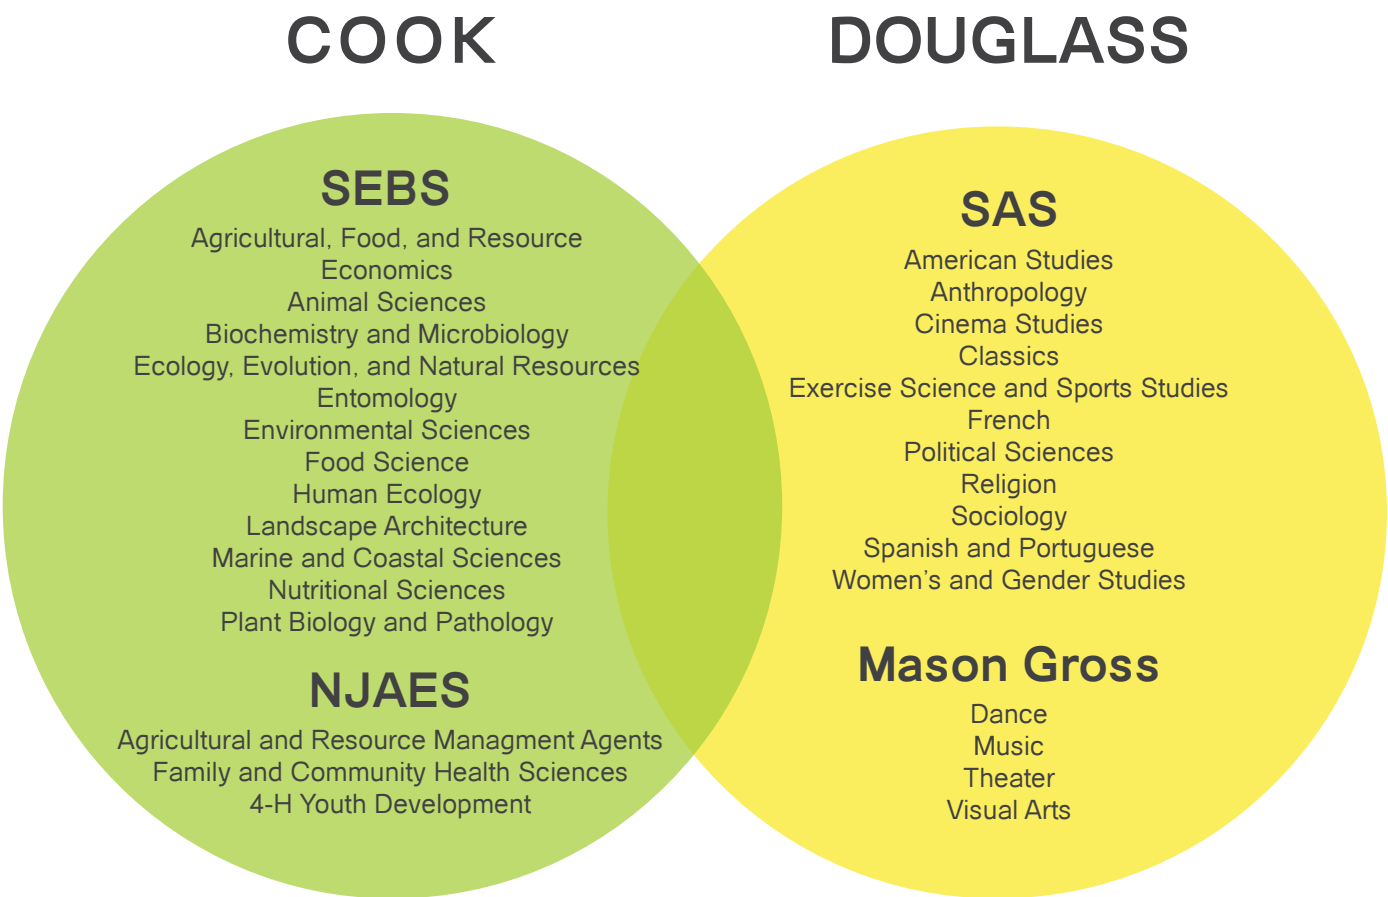 COOK
DOUGLASS
SEBS
Agricultural, Food, and Resource
Economics
Animal Sciences
Biochemistry and Microbiology
Ecology, Evolution, and Natural Resources
Entomology
Environmental Sciences
Food Science
Human Ecology
Landscape Architecture
Marine and Coastal Sciences
Nutritional Sciences
Plant Biology and Pathology
NJAES
Agricultural and Resource Managment Agents
Family and Community Health Sciences
4-H Youth Development
SAS
American Studies
Anthropology
Cinema Studies
Classics
Exercise Science and Sports Studies
French
Political Sciences
Religion
Sociology
Spanish and Portuguese
Women’s and Gender Studies
Mason Gross
Dance
Music
Theater
Visual Arts